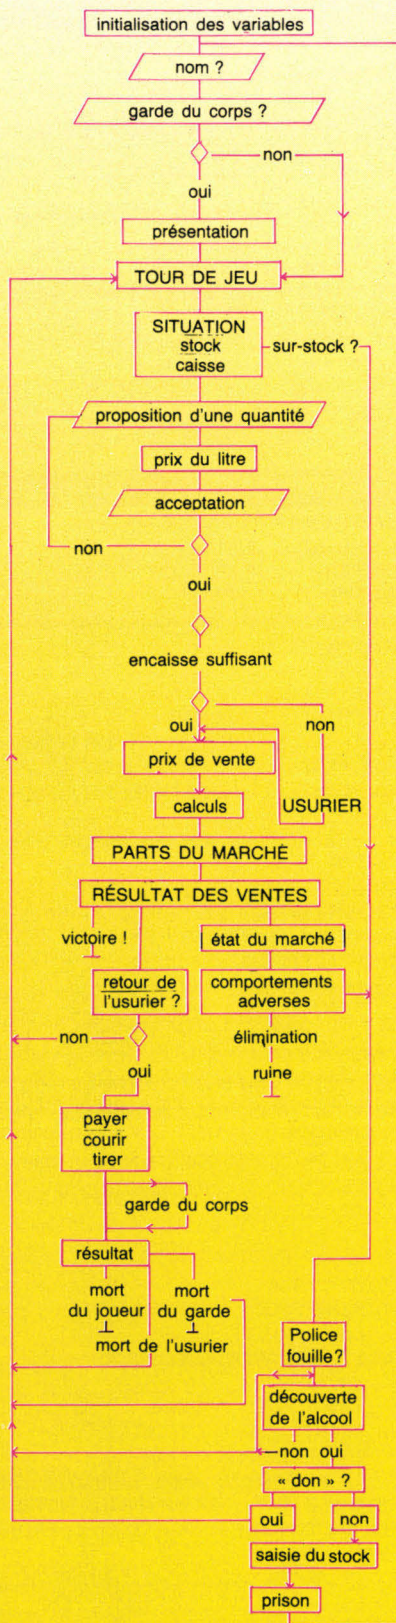 initialisation des variables
nom ?
garde du corps ?
non
oui
présentation
TOUR DE JEU
SITUATION
stock
caisse
sur-stock ?
proposition d'une quantité
prix du litre
acceptation
non
oui
encaisse suffisant
oui
non
prix de vente
USURIER
calculs
PARTS DU MARCHÉ
RÉSULTAT DES VENTES
victoire !
état du marché
retour de
l'usurier ?
comportements
adverses
non
élimination
oui
ruine
payer
courir
tirer
garde du corps
résultat
mort
du joueur
mort
du garde
mort de l'usurier
Police
fouille?
découverte
de l'alcool
non oui
« don » ?
oui
non
saisie du stock
prison